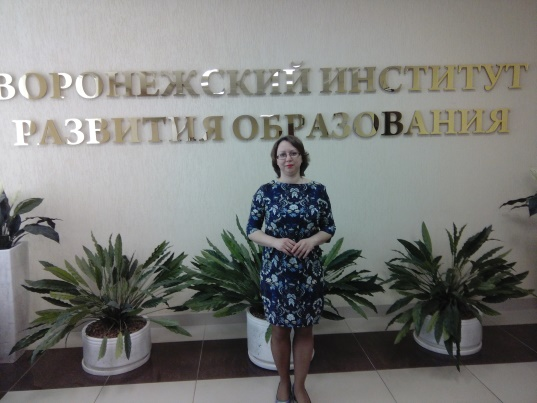 ВОРОНЕЖСКИЙ ИНСТИТУТ
РАЗВИТИЯ ОБРАЗОВАНИЯ